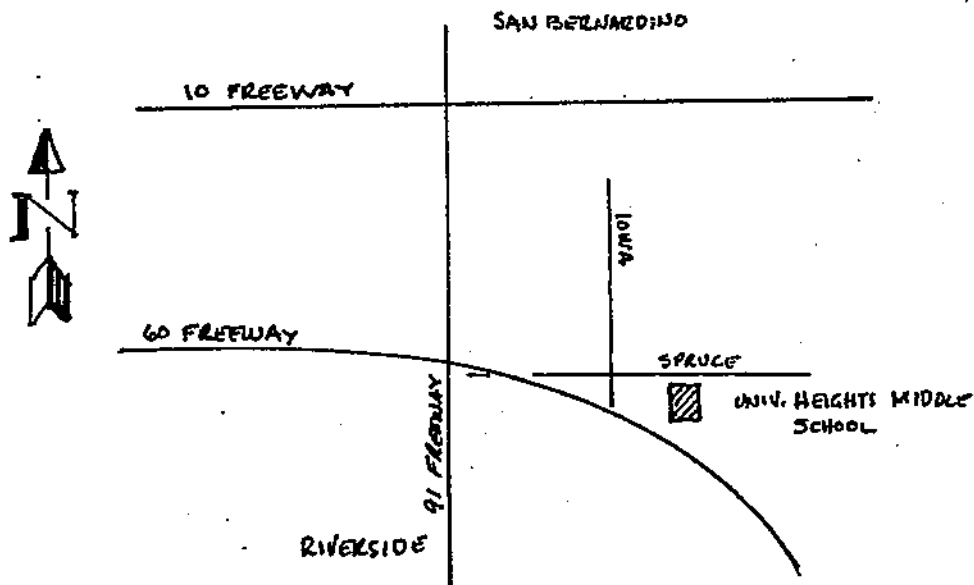 SAN BERNARDINO
10 FREEWAY
N
IOWA
60 FREEWAY
SPRUCE
UNIV. HEIGHTS MIDDLE
SCHOOL
91 FREEWAY
RIVERSIDE